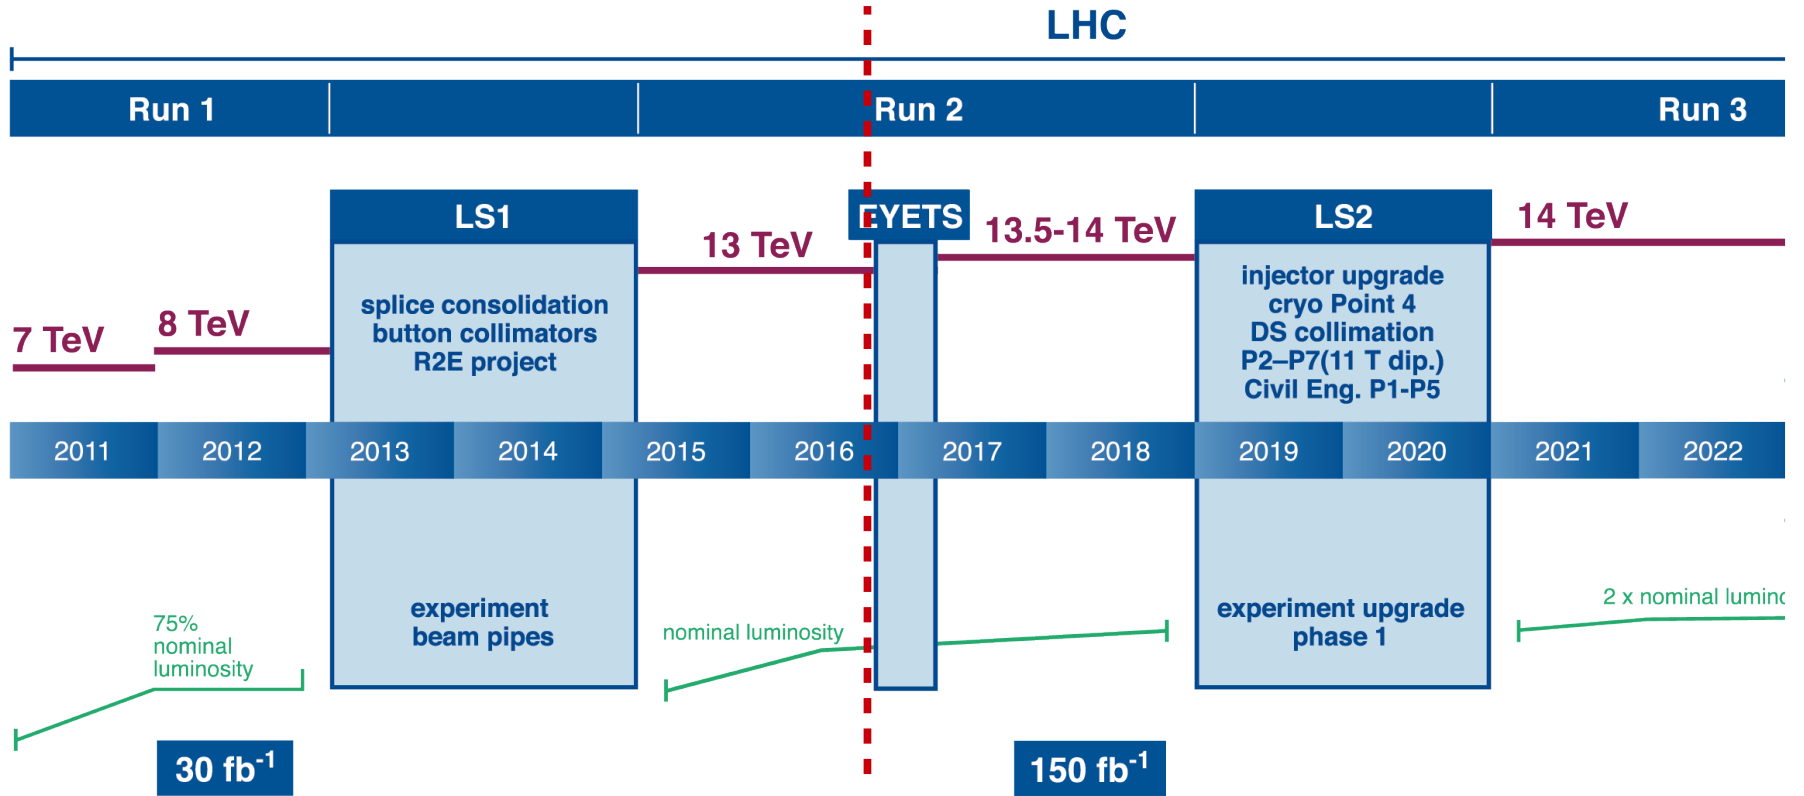 LHC
Run 1
Run 2
Run 3
LS1
EYETS
LS2
7 TeV
8 TeV
13 TeV
13.5-14 TeV
14 TeV
splice consolidation
button collimators
R2E project
injector upgrade
cryo Point 4
DS collimation
P2–P7(11 T dip.)
Civil Eng. P1-P5
2011
2012
2013
2014
2015
2016
2017
2018
2019
2020
2021
2022
75%
nominal
luminosity
experiment
beam pipes
nominal luminosity
experiment upgrade
phase 1
2 x nominal
30 fb⁻¹
150 fb⁻¹